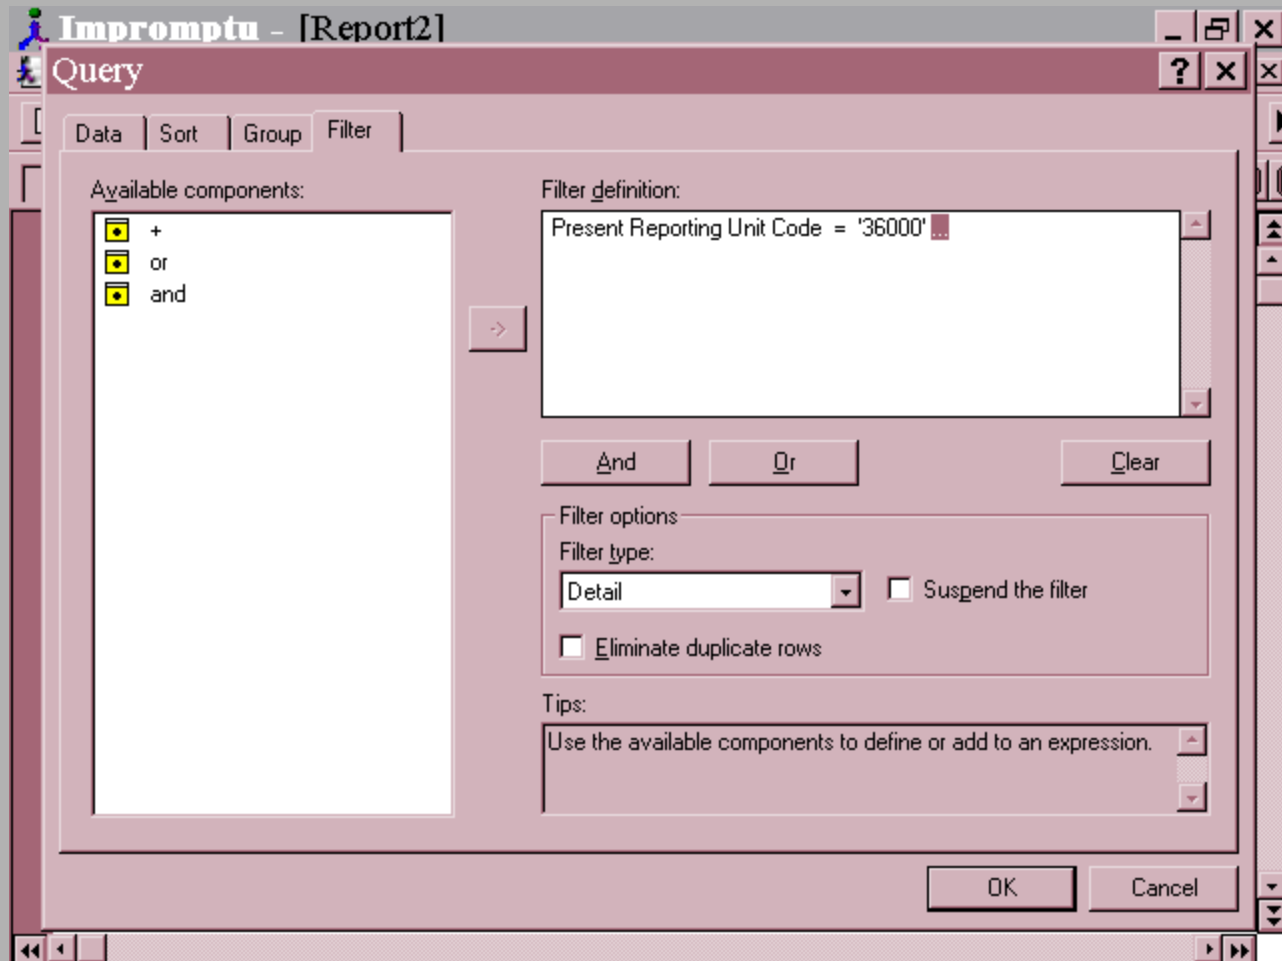 Impromptu - [Report2]
Query
Data Sort Group Filter
Available components:
+
or
and
->
Filter definition:
Present Reporting Unit Code = '36000' ...
And Or Clear
Filter options
Filter type:
Detail
Suspend the filter
Eliminate duplicate rows
Tips:
Use the available components to define or add to an expression.
OK Cancel